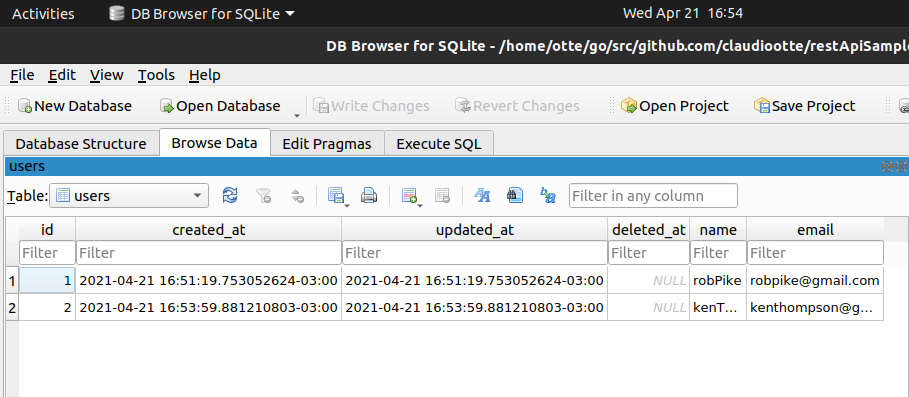 Activities DB Browser for SQLite Wed Apr 21 16:54
DB Browser for SQLite - /home/otte/go/src/github.com/claudiootte/restApiSample
File Edit View Tools Help
New Database Open Database Write Changes Revert Changes Open Project Save Project
Database Structure Browse Data Edit Pragmas Execute SQL
users
Table: users Filter in any column
id created_at updated_at deleted_at name email
Filter Filter Filter Filter Filter Filter
1 1 2021-04-21 16:51:19.753052624-03:00 2021-04-21 16:51:19.753052624-03:00 NULL robPike robpike@gmail.com
2 2 2021-04-21 16:53:59.881210803-03:00 2021-04-21 16:53:59.881210803-03:00 NULL kenT... kenthompson@g...